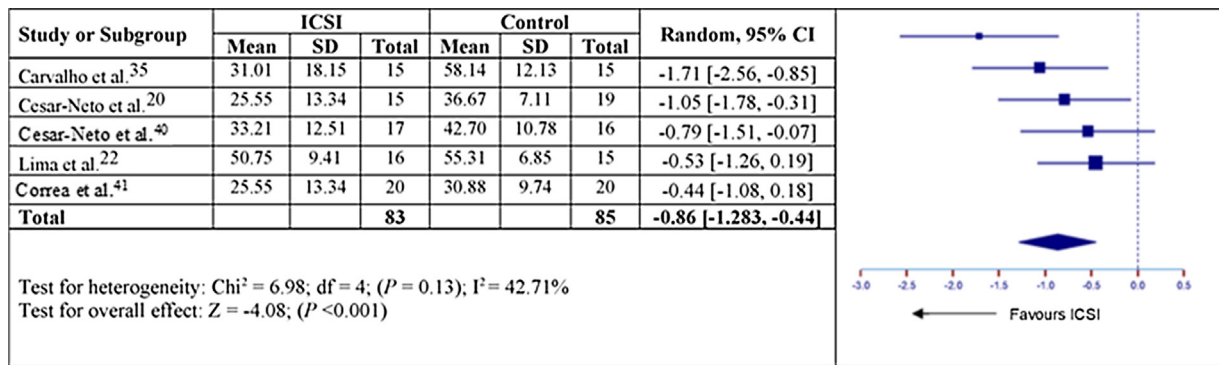 Study or Subgroup ICSI Control Random, 95% CI
Mean SD Total Mean SD Total
Carvalho et al.35 31.01 18.15 15 58.14 12.13 15 -1.71 [-2.56, -0.85]
Cesar-Neto et al.20 25.55 13.34 15 36.67 7.11 19 -1.05 [-1.78, -0.31]
Cesar-Neto et al.40 33.21 12.51 17 42.70 10.78 16 -0.79 [-1.51, -0.07]
Lima et al.22 50.75 9.41 16 55.31 6.85 15 -0.53 [-1.26, 0.19]
Correa et al.41 25.55 13.34 20 30.88 9.74 20 -0.44 [-1.08, 0.18]
Total 83 85 -0.86 [-1.283, -0.44]
Test for heterogeneity: Chi2 = 6.98; df = 4; (P = 0.13); I2 = 42.71%
Test for overall effect: Z = -4.08; (P <0.001)
-3.0 -2.5 -2.0 -1.5 -1.0 -0.5 0.0 0.5
Favours ICSI